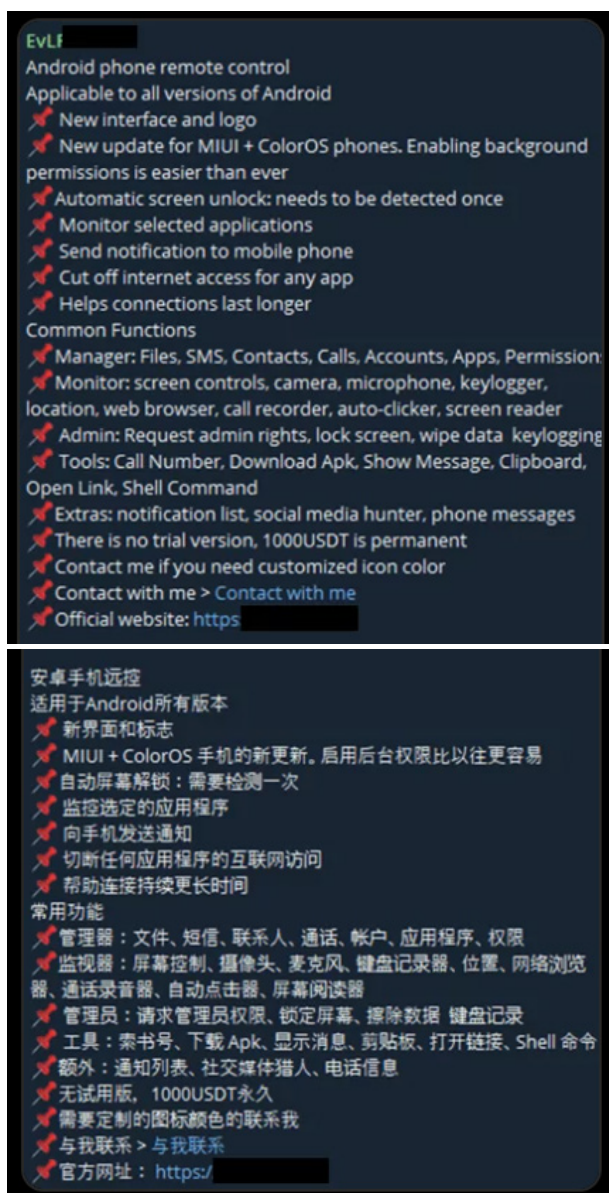 EvLF
Android phone remote control
Applicable to all versions of Android
📌 New interface and logo
📌 New update for MIUI + ColorOS phones. Enabling background
permissions is easier than ever
📌Automatic screen unlock: needs to be detected once
📌 Monitor selected applications
📌 Send notification to mobile phone
📌 Cut off internet access for any app
📌 Helps connections last longer
Common Functions
📌Manager: Files, SMS, Contacts, Calls, Accounts, Apps, Permission
📌Monitor: screen controls, camera, microphone, keylogger,
location, web browser, call recorder, auto-clicker, screen reader
📌 Admin: Request admin rights, lock screen, wipe data keylogging
📌 Tools: Call Number, Download Apk, Show Message, Clipboard,
Open Link, Shell Command
📌Extras: notification list, social media hunter, phone messages
📌There is no trial version, 1000USDT is permanent
📌Contact me if you need customized icon color
📌Contact with me > Contact with me
📌Official website: https
安卓手机远控
适用于Android所有版本
📌 新界面和标志
📌 MIUI + ColorOS 手机的新更新。启用后台权限比以往更容易
📌自动屏幕解锁：需要检测一次
📌 监控选定的应用程序
📌 向手机发送通知
📌 切断任何应用程序的互联网访问
📌 帮助连接持续更长时间
常用功能
📌管理器：文件、短信、联系人、通话、帐户、应用程序、权限
📌监视器：屏幕控制、摄像头、麦克风、键盘记录器、位置、网络浏览
器、通话录音器、自动点击器、屏幕阅读器
📌 管理员：请求管理员权限、锁定屏幕、擦除数据 键盘记录
📌 工具：索书号、下载 Apk、显示消息、剪贴板、打开链接、Shell 命令
📌额外：通知列表、社交媒体猎人、电话信息
📌无试用版，1000USDT永久
📌需要定制的图标颜色的联系我
📌与我联系 > 与我联系
📌官方网址： https:/